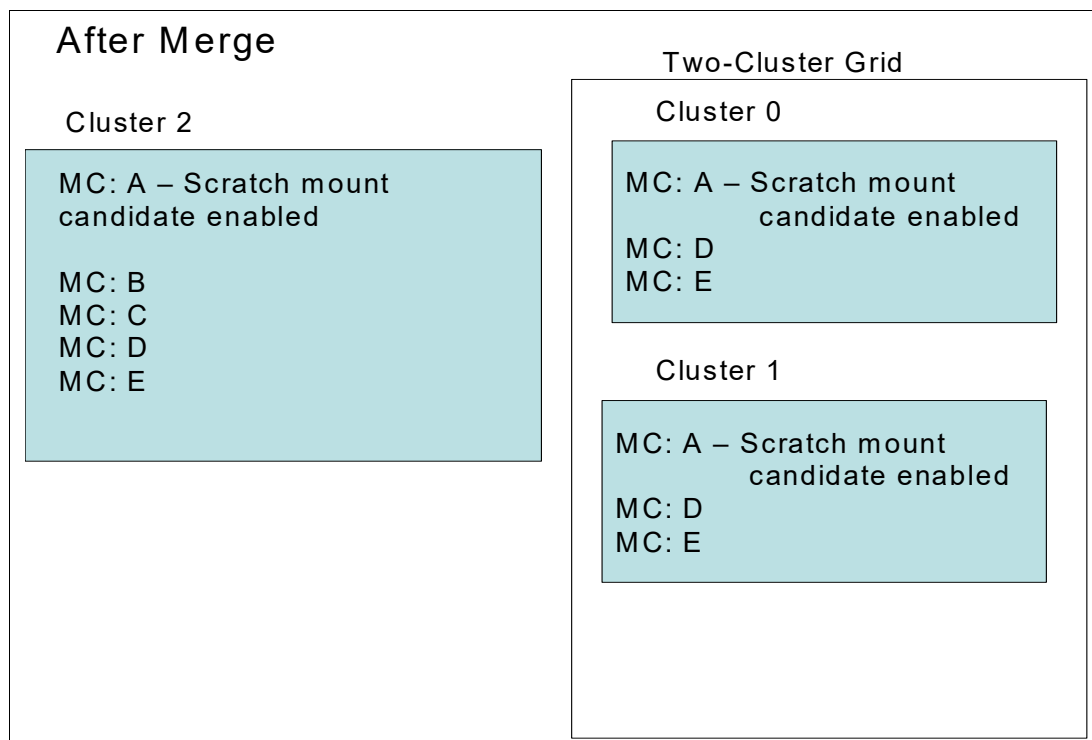 After Merge
Cluster 2
MC: A – Scratch mount
candidate enabled
MC: B
MC: C
MC: D
MC: E
Two-Cluster Grid
Cluster 0
MC: A – Scratch mount
candidate enabled
MC: D
MC: E
Cluster 1
MC: A – Scratch mount
candidate enabled
MC: D
MC: E